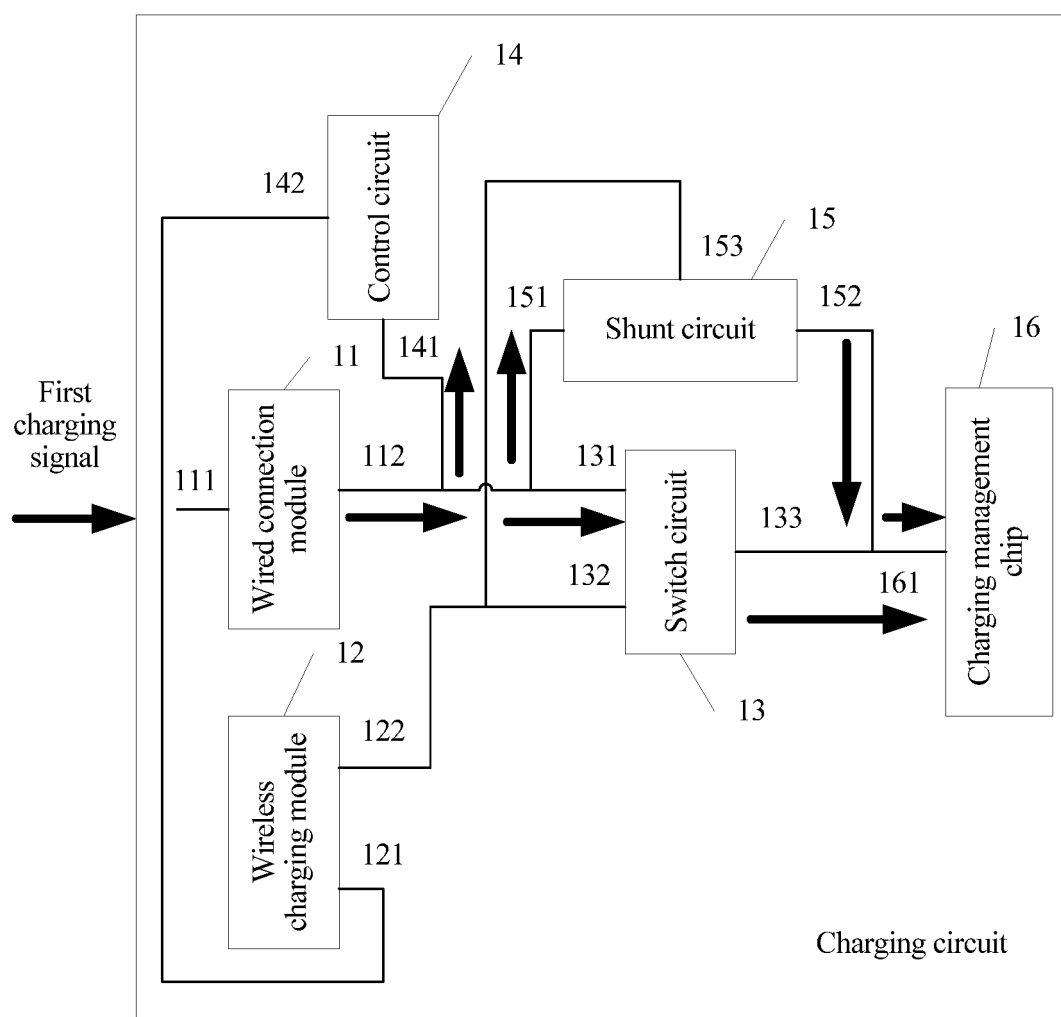 14
142
Control circuit
153
15
151
Shunt circuit
152
16
141
11
First
charging
signal
111
Wired connection
module
112
131
Switch circuit
133
132
161
Charging management
chip
12
13
122
Wireless
charging module
121
Charging circuit